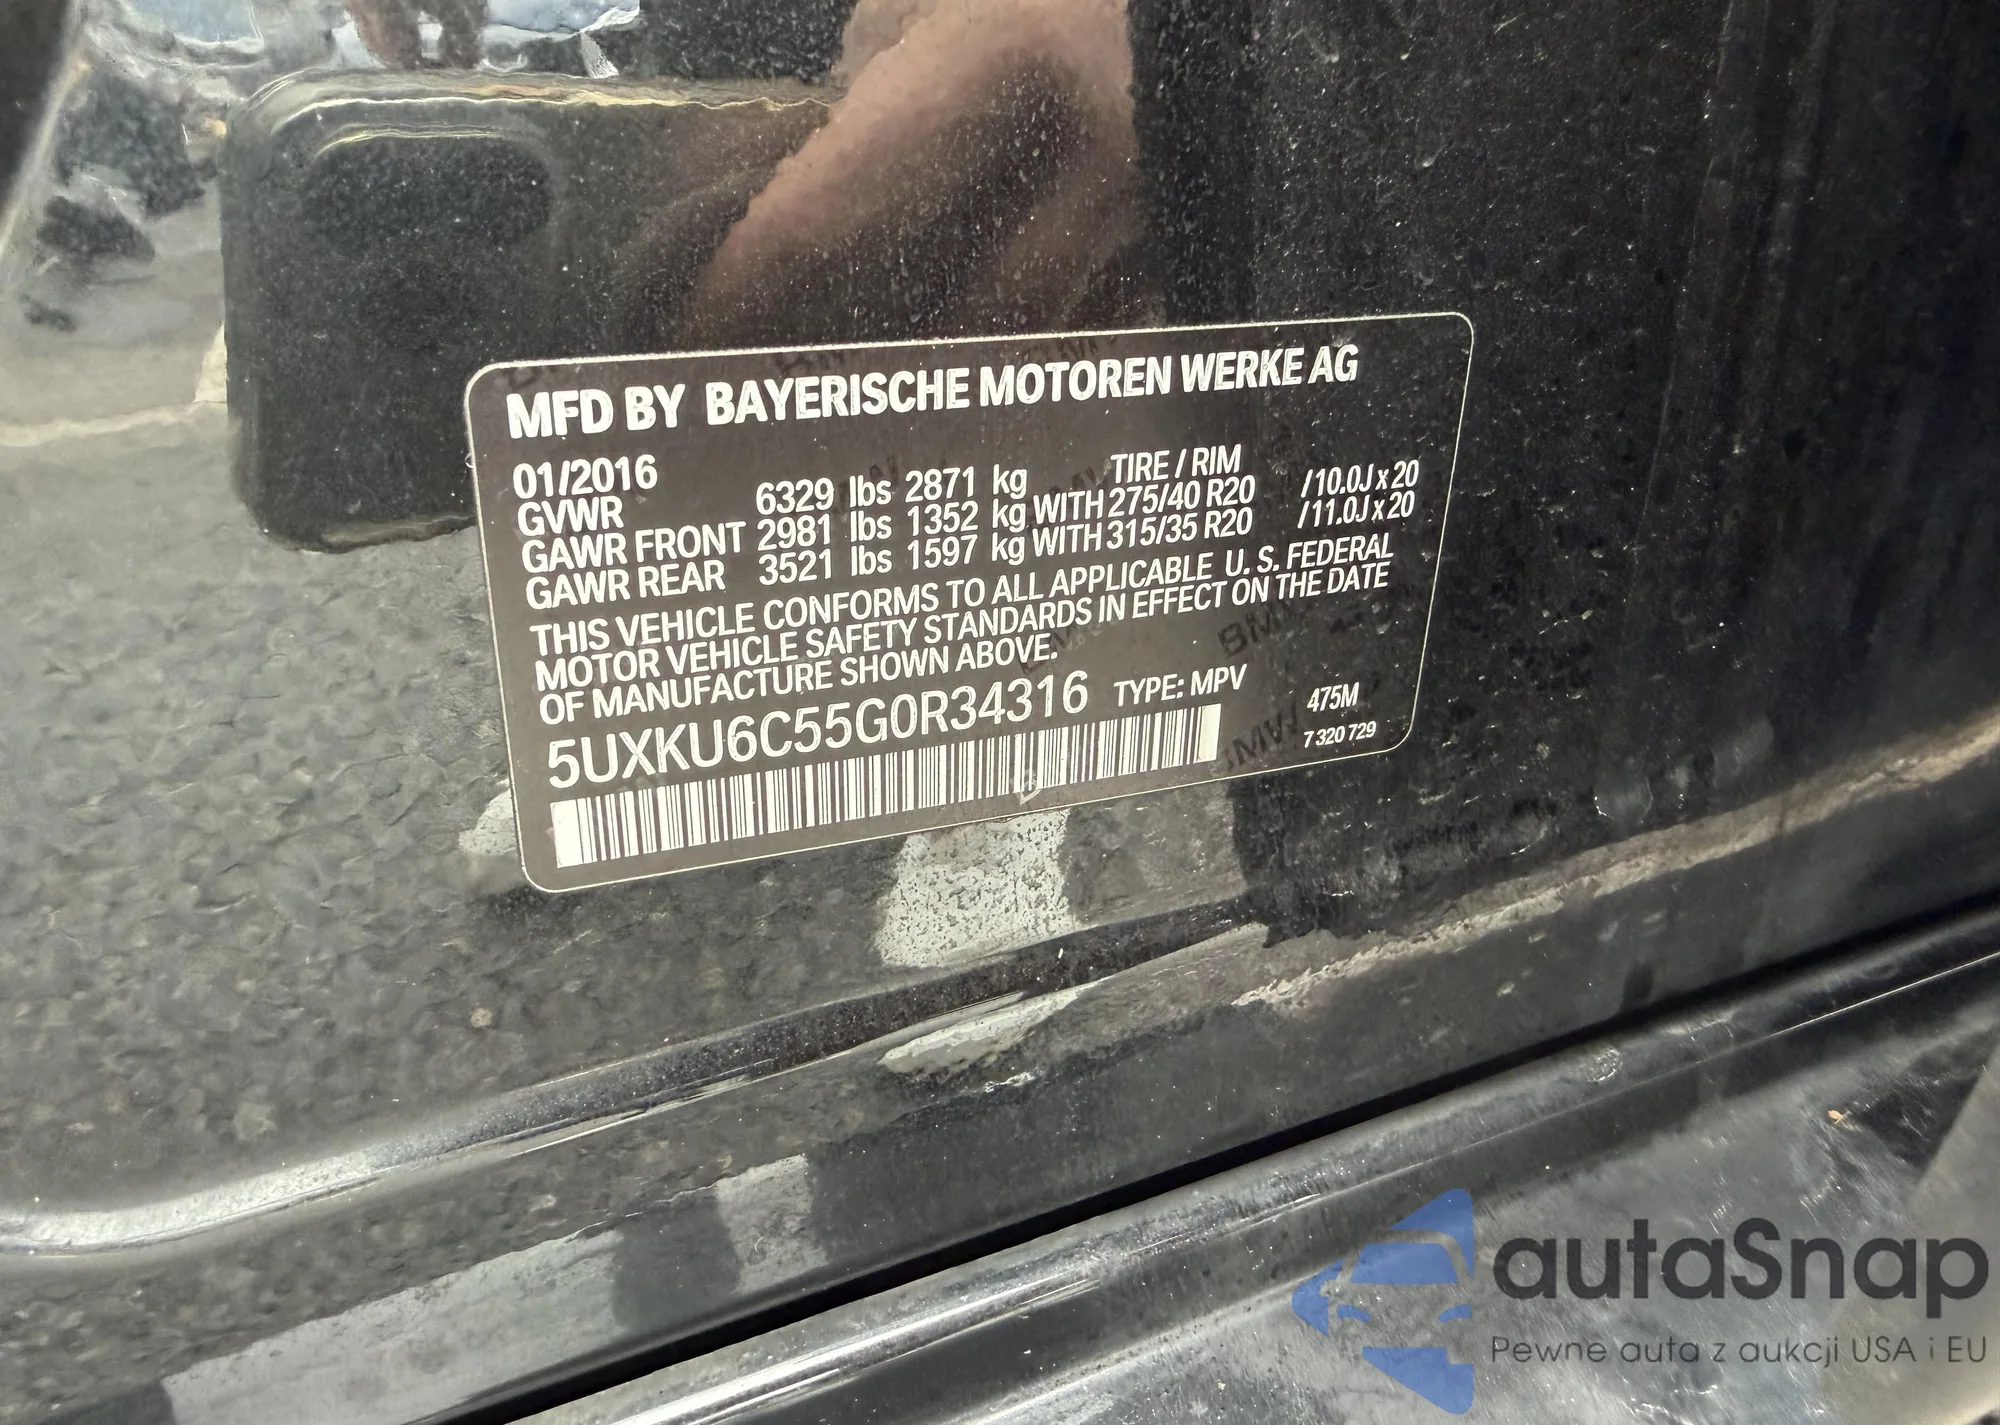 MFD BY BAYERISCHE MOTOREN WERKE AG
01/2016 TIRE / RIM
GVWR 6329 lbs 2871 kg
GAWR FRONT 2981 lbs 1352 kg WITH 275/40 R20 /10.0J x 20
GAWR REAR 3521 lbs 1597 kg WITH 315/35 R20 /11.0J x 20
THIS VEHICLE CONFORMS TO ALL APPLICABLE U. S. FEDERAL
MOTOR VEHICLE SAFETY STANDARDS IN EFFECT ON THE DATE
OF MANUFACTURE SHOWN ABOVE.
5UXKU6C55G0R34316 TYPE: MPV 475M
7 320 729
autaSnap
Pewne auta z aukcji USA i EU